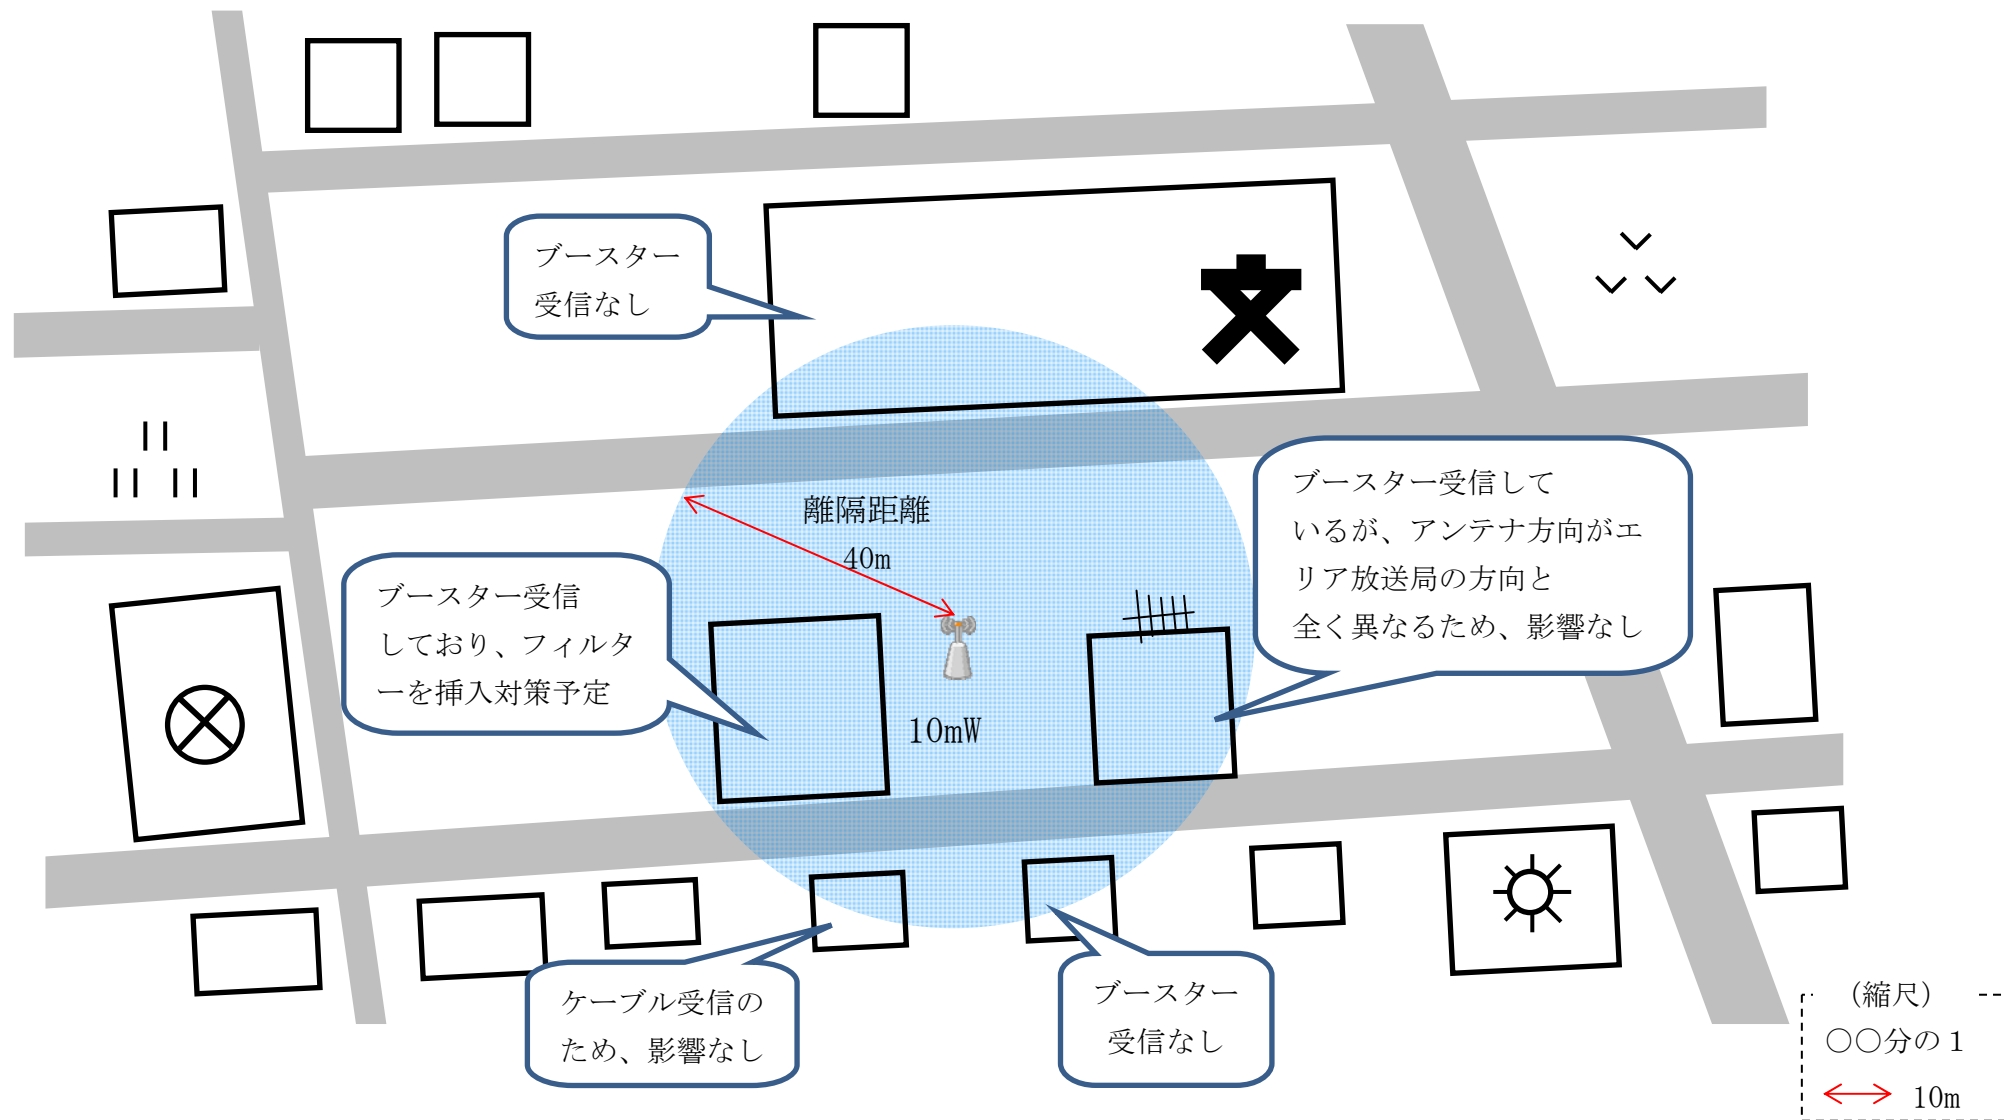 ブースター
受信なし
離隔距離
40m
ブースター受信して
いるが、アンテナ方向がエ
リア放送局の方向と
全く異なるため、影響なし
ブースター受信
しており、フィルタ
ーを挿入対策予定
10mW
ケーブル受信の
ため、影響なし
ブースター
受信なし
（縮尺）
○○分の１
10m